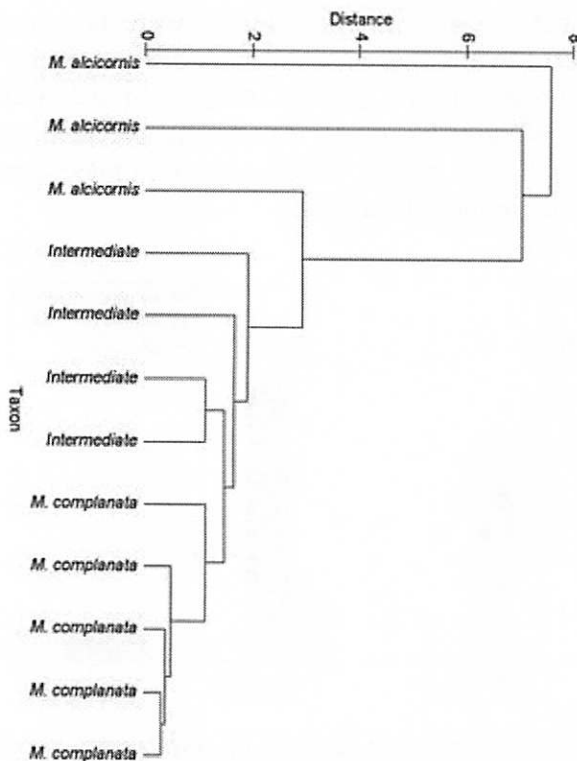 Distance
0 2 4 6 8
M. alcicornis
M. alcicornis
M. alcicornis
Intermediate
Intermediate
Intermediate
Intermediate
Taxon
M. complanata
M. complanata
M. complanata
M. complanata
M. complanata